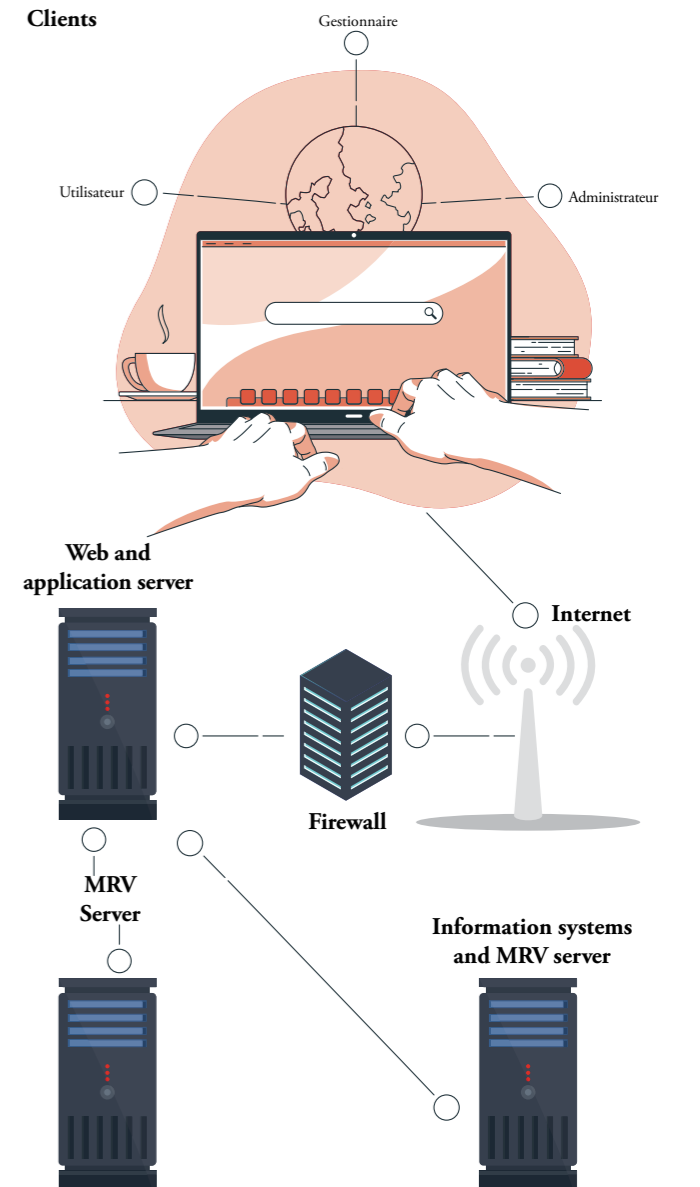 Clients
Gestionnaire
Utilisateur
Administrateur
Web and
application server
Internet
Firewall
MRV
Server
Information systems
and MRV server